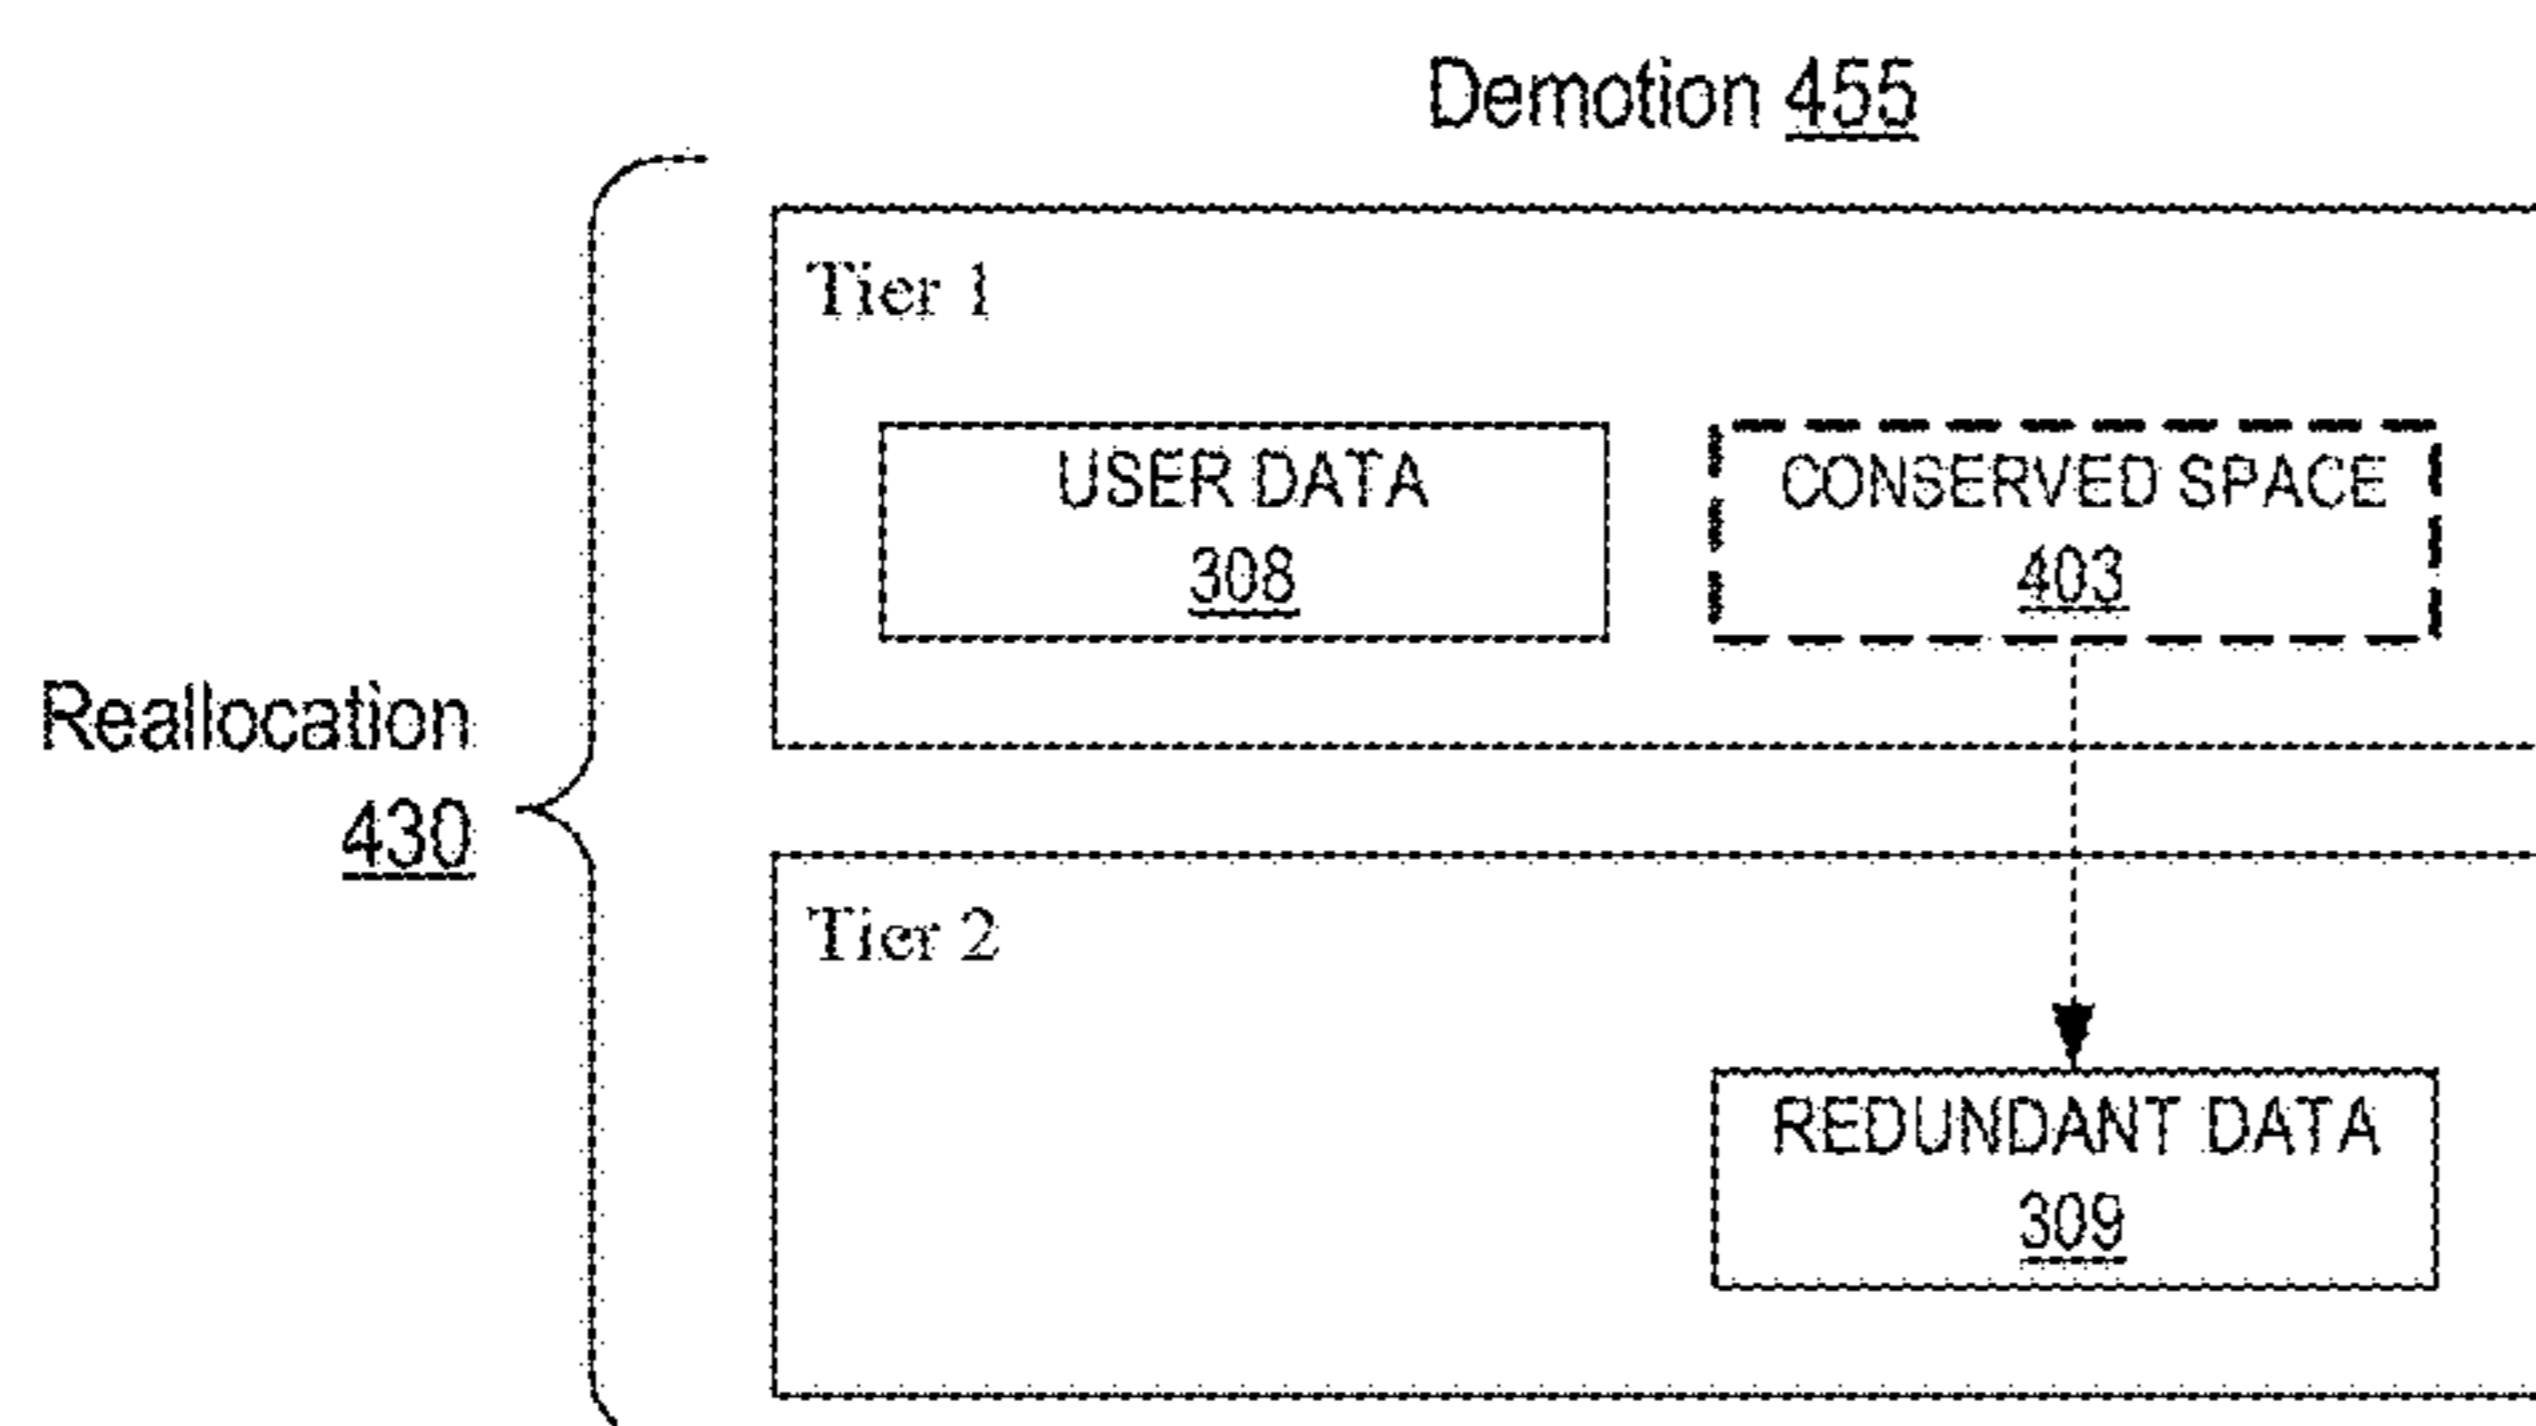 Demotion 455
Tier 1
USER DATA
308
CONSERVED SPACE
403
Reallocation
430
Tier 2
REDUNDANT DATA
309